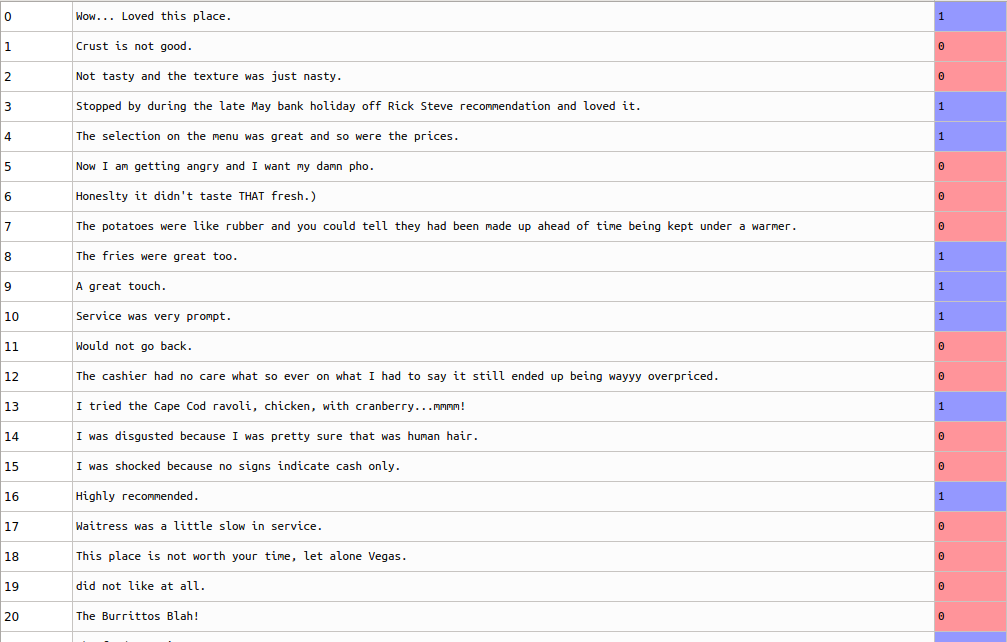 0 Wow... Loved this place. 1
1 Crust is not good. 0
2 Not tasty and the texture was just nasty. 0
3 Stopped by during the late May bank holiday off Rick Steve recommendation and loved it. 1
4 The selection on the menu was great and so were the prices. 1
5 Now I am getting angry and I want my damn pho. 0
6 Honeslty it didn't taste THAT fresh.) 0
7 The potatoes were like rubber and you could tell they had been made up ahead of time being kept under a warmer. 0
8 The fries were great too. 1
9 A great touch. 1
10 Service was very prompt. 1
11 Would not go back. 0
12 The cashier had no care what so ever on what I had to say it still ended up being wayyy overpriced. 0
13 I tried the Cape Cod ravoli, chicken, with cranberry...mmmm! 1
14 I was disgusted because I was pretty sure that was human hair. 0
15 I was shocked because no signs indicate cash only. 0
16 Highly recommended. 1
17 Waitress was a little slow in service. 0
18 This place is not worth your time, let alone Vegas. 0
19 did not like at all. 0
20 The Burrittos Blah! 0